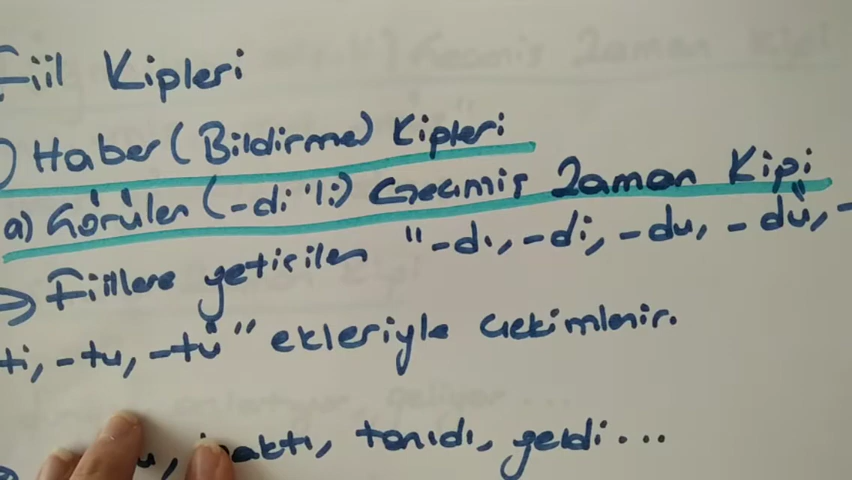 Fiil Kipleri
) Haber (Bildirme) Kipleri
a) Görülen (-di'li) Geçmiş Zaman Kipi
⇒ Fiillere getirilen "-dı, -di, -du, -dü, -
ti, -tu, -tü" ekleriyle çekimlenir.
baktı, tanıdı, geldi...